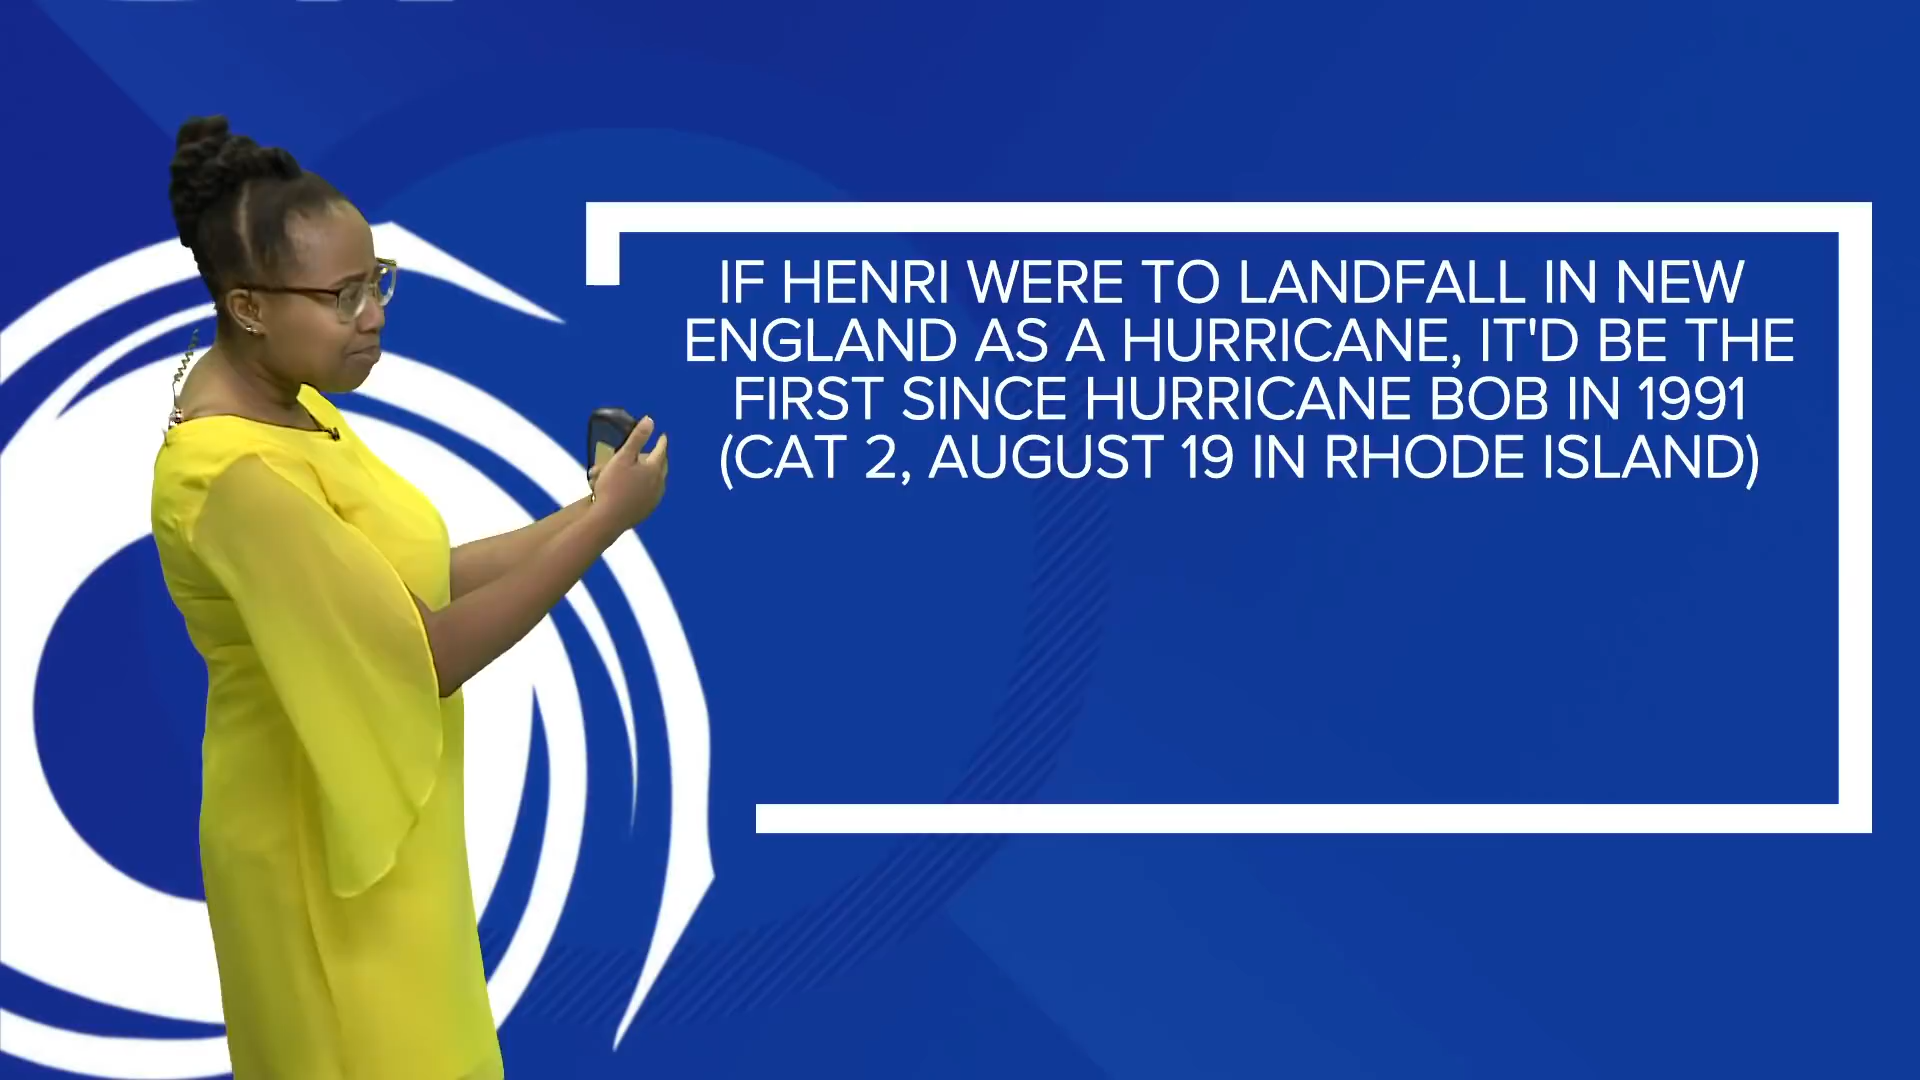 IF HENRI WERE TO LANDFALL IN NEW
ENGLAND AS A HURRICANE, IT'D BE THE
FIRST SINCE HURRICANE BOB IN 1991
(CAT 2, AUGUST 19 IN RHODE ISLAND)